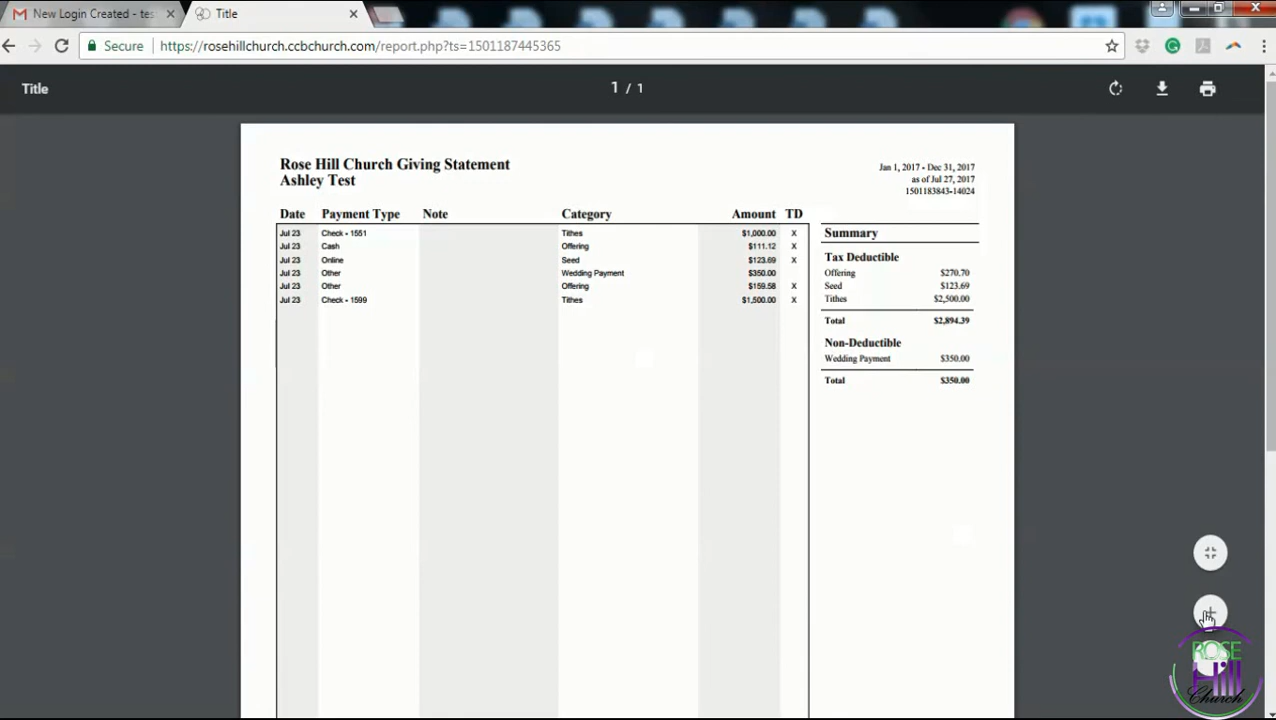 New Login Created - tes
Title
Secure
https://rosehillchurch.ccbchurch.com/report.php?ts=1501187445365
Title
1 / 1
Rose Hill Church Giving Statement
Ashley Test
Jan 1, 2017 - Dec 31, 2017
as of Jul 27, 2017
1501183843-14024
Date Payment Type Note Category Amount TD
Jul 23 Check - 1551 Tithes $1,000.00 X
Jul 23 Cash Offering $111.12 X
Jul 23 Online Seed $123.69 X
Jul 23 Other Wedding Payment $350.00
Jul 23 Other Offering $159.58 X
Jul 23 Check - 1599 Tithes $1,500.00 X
Summary
Tax Deductible
Offering $270.70
Seed $123.69
Tithes $2,500.00
Total $2,894.39
Non-Deductible
Wedding Payment $350.00
Total $350.00
ROSE
Hill
Church